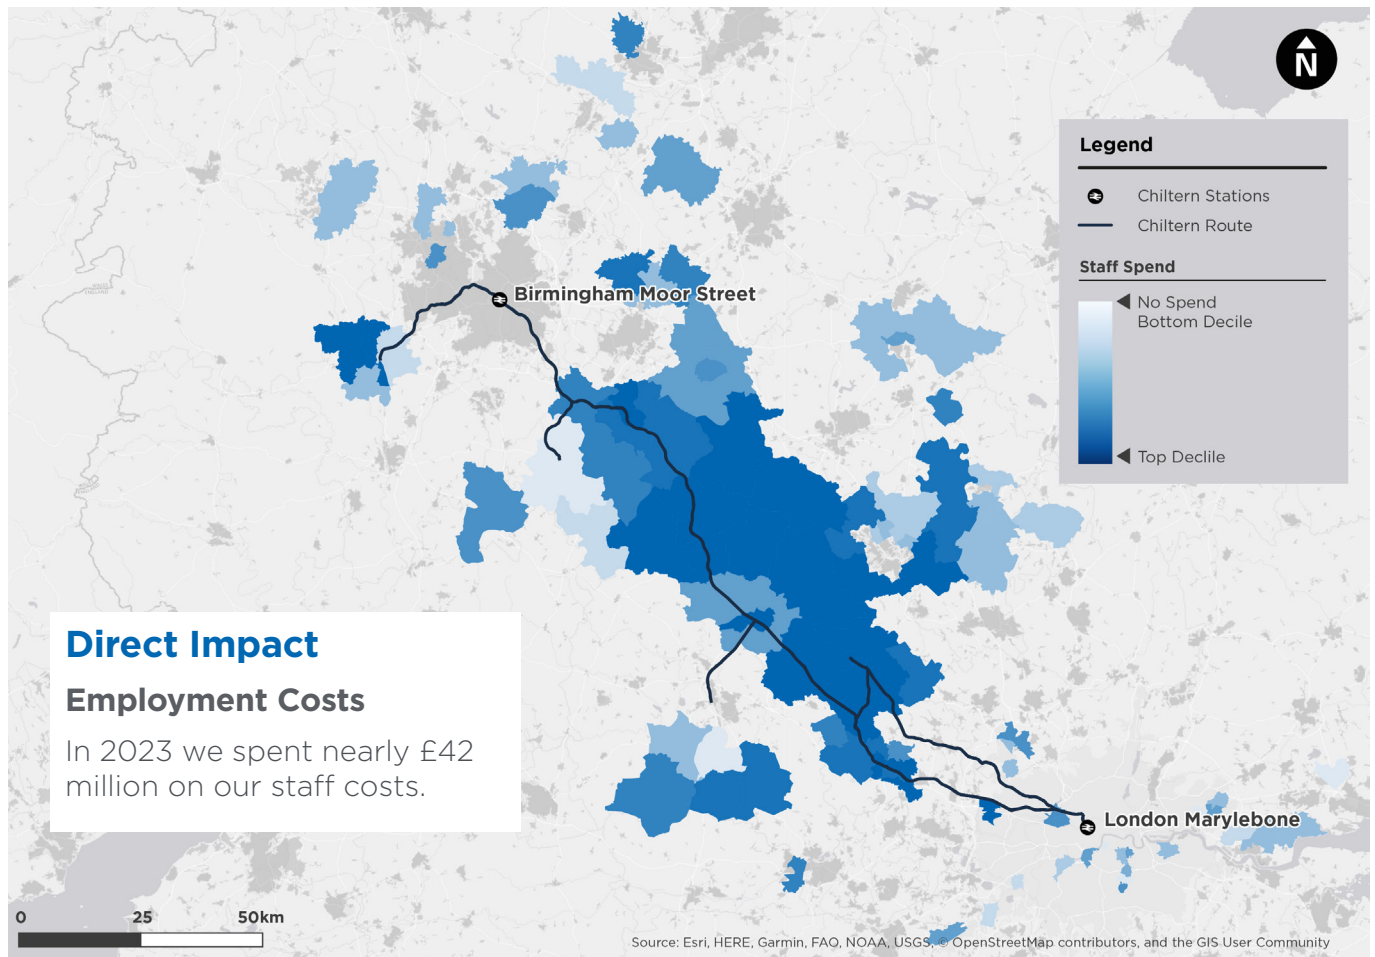 N
Legend
Chiltern Stations
Chiltern Route
Staff Spend
No Spend
Bottom Decile
Top Declile
Birmingham Moor Street
Direct Impact
Employment Costs
In 2023 we spent nearly £42
million on our staff costs.
London Marylebone
0 25 50km
Source: Esri, HERE, Garmin, FAO, NOAA, USGS, © OpenStreetMap contributors, and the GIS User Community